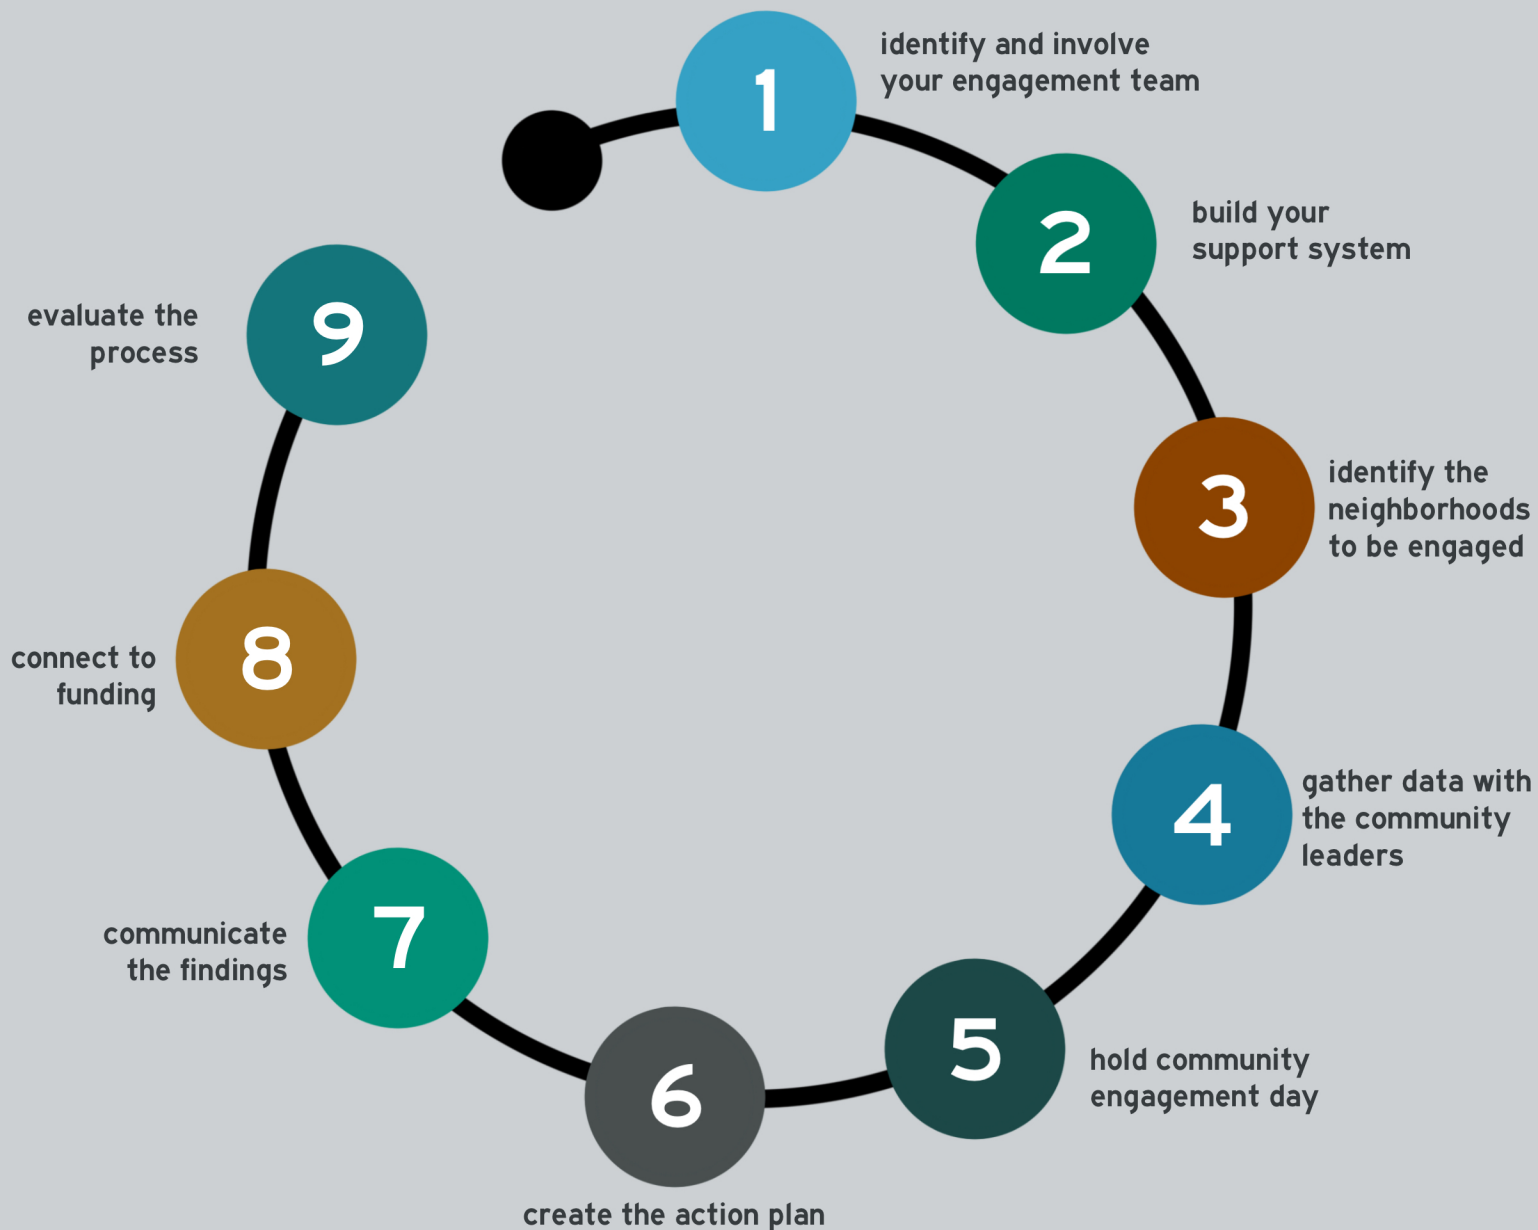 1
identify and involve
your engagement team
2
build your
support system
3
identify the
neighborhoods
to be engaged
4
gather data with
the community
leaders
5
hold community
engagement day
6
create the action plan
7
communicate
the findings
8
connect to
funding
9
evaluate the
process